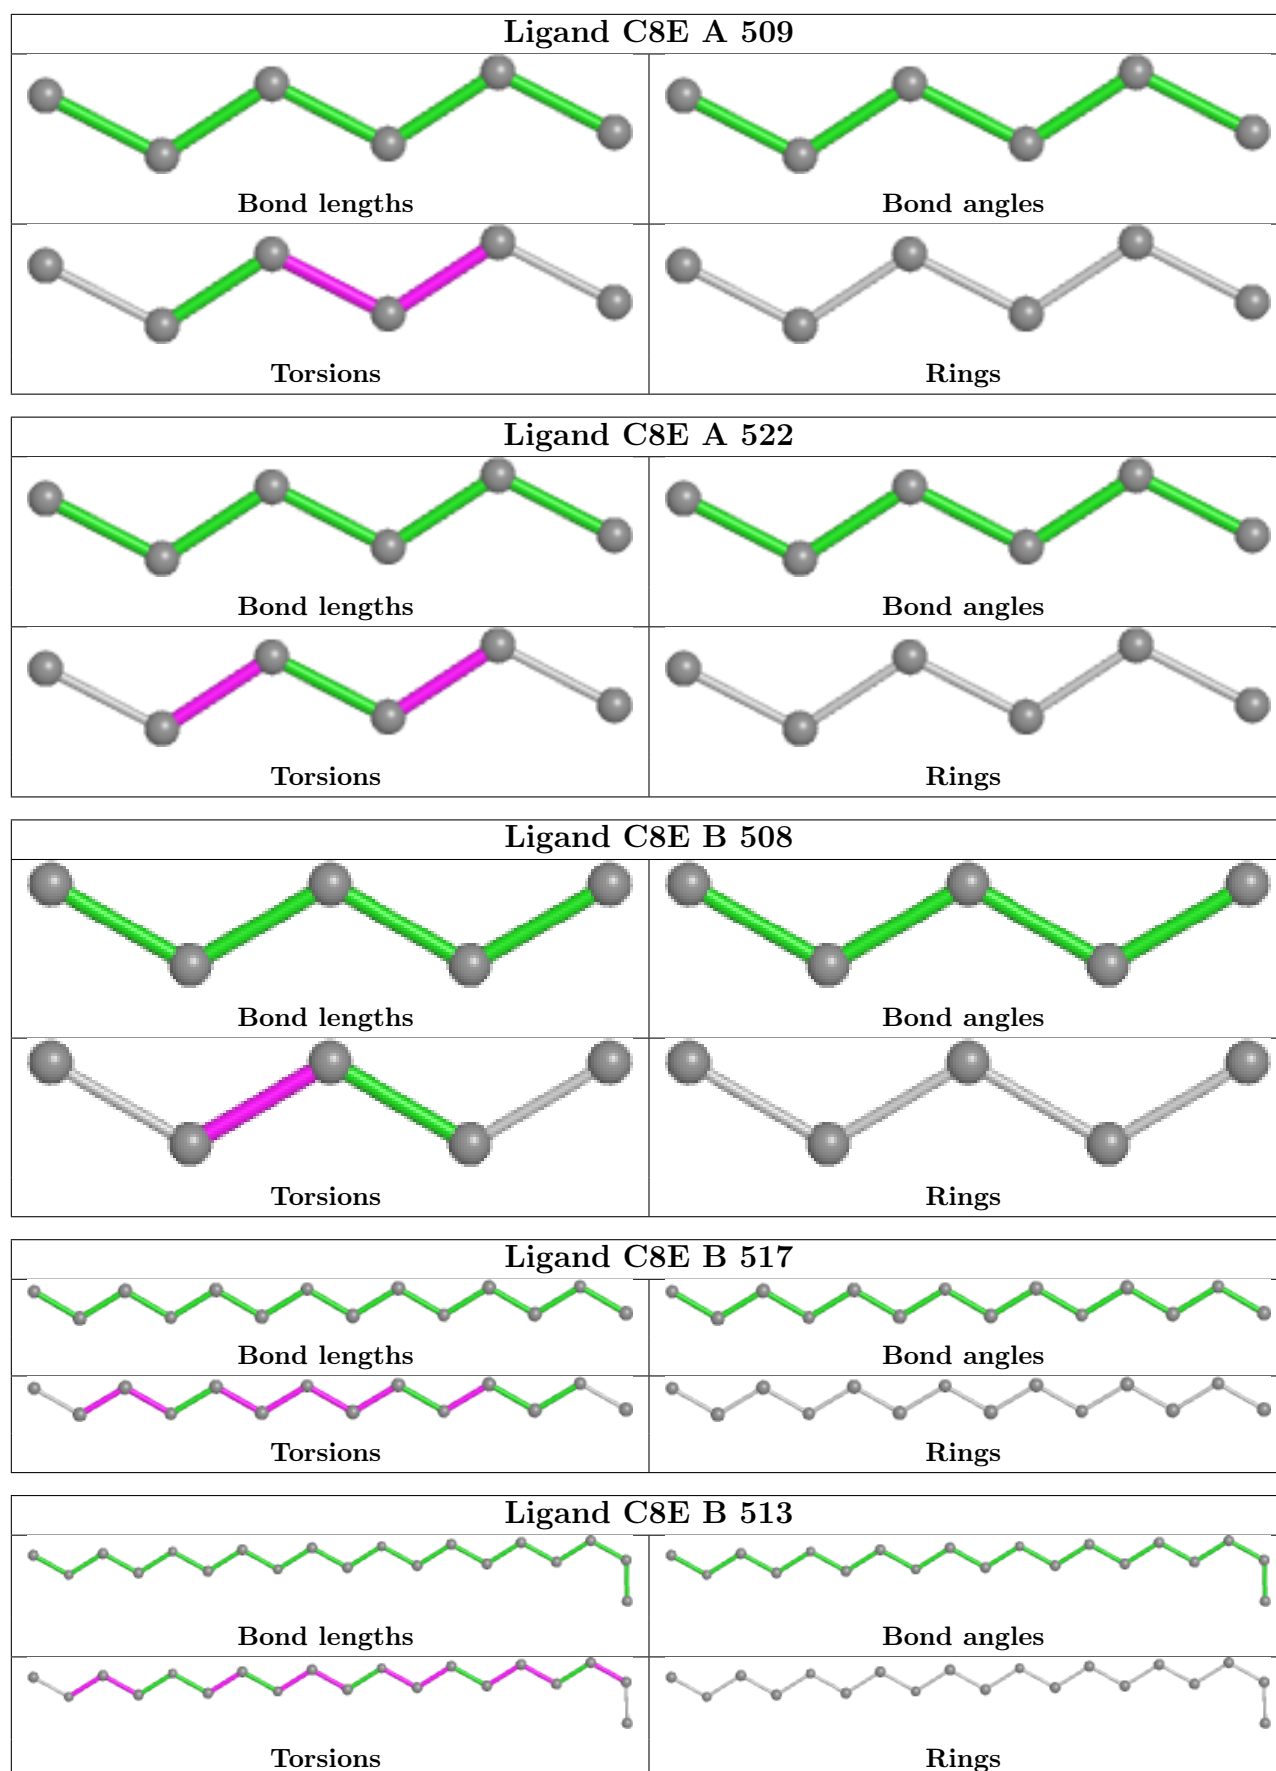 Ligand C8E A 509
Bond lengths Bond angles
Torsions Rings
Ligand C8E A 522
Bond lengths Bond angles
Torsions Rings
Ligand C8E B 508
Bond lengths Bond angles
Torsions Rings
Ligand C8E B 517
Bond lengths Bond angles
Torsions Rings
Ligand C8E B 513
Bond lengths Bond angles
Torsions Rings